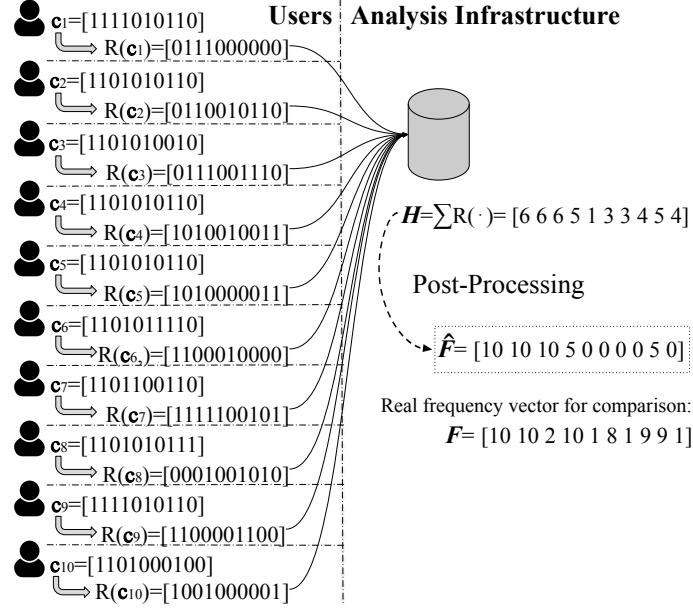 Users
Analysis Infrastructure
c1=[1111010110]
R(c1)=[0111000000]
c2=[1101010110]
R(c2)=[0110010110]
c3=[1101010010]
R(c3)=[0111001110]
c4=[1101010110]
R(c4)=[1010010011]
c5=[1101010110]
R(c5)=[1010000011]
c6=[1101011110]
R(c6,)=[1100010000]
c7=[1101100110]
R(c7)=[1111100101]
c8=[1101010111]
R(c8)=[0001001010]
c9=[1111010110]
R(c9)=[1100001100]
c10=[1101000100]
R(c10)=[1001000001]
H=∑R(·)= [6 6 6 5 1 3 3 4 5 4]
Post-Processing
F̂= [10 10 10 5 0 0 0 0 5 0]
Real frequency vector for comparison:
F= [10 10 2 10 1 8 1 9 9 1]